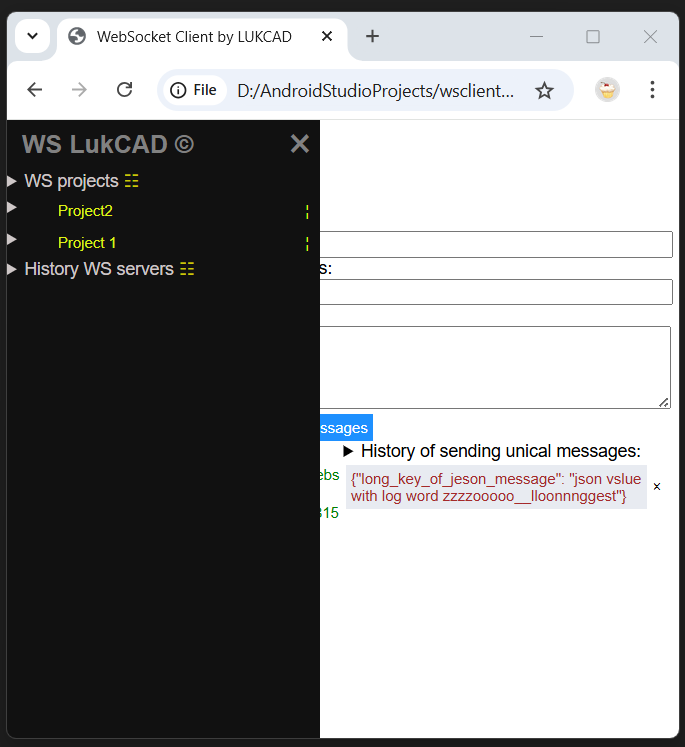 WebSocket Client by LUKCAD
File
D:/AndroidStudioProjects/wsclient...
WS LukCAD ©
WS projects
Project2
Project 1
s:
History WS servers
ssages
History of sending unical messages:
ebs
{"long_key_of_jeson_message": "json vslue
with log word zzzzooooo__lloonnnggest"}
315